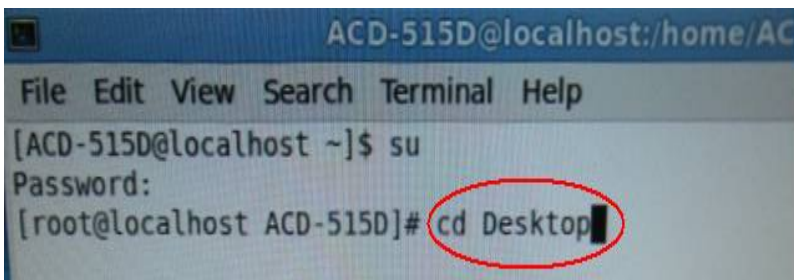 ACD-515D@localhost:/home/AC
File Edit View Search Terminal Help
[ACD-515D@localhost ~]$ su
Password:
[root@localhost ACD-515D]# cd Desktop